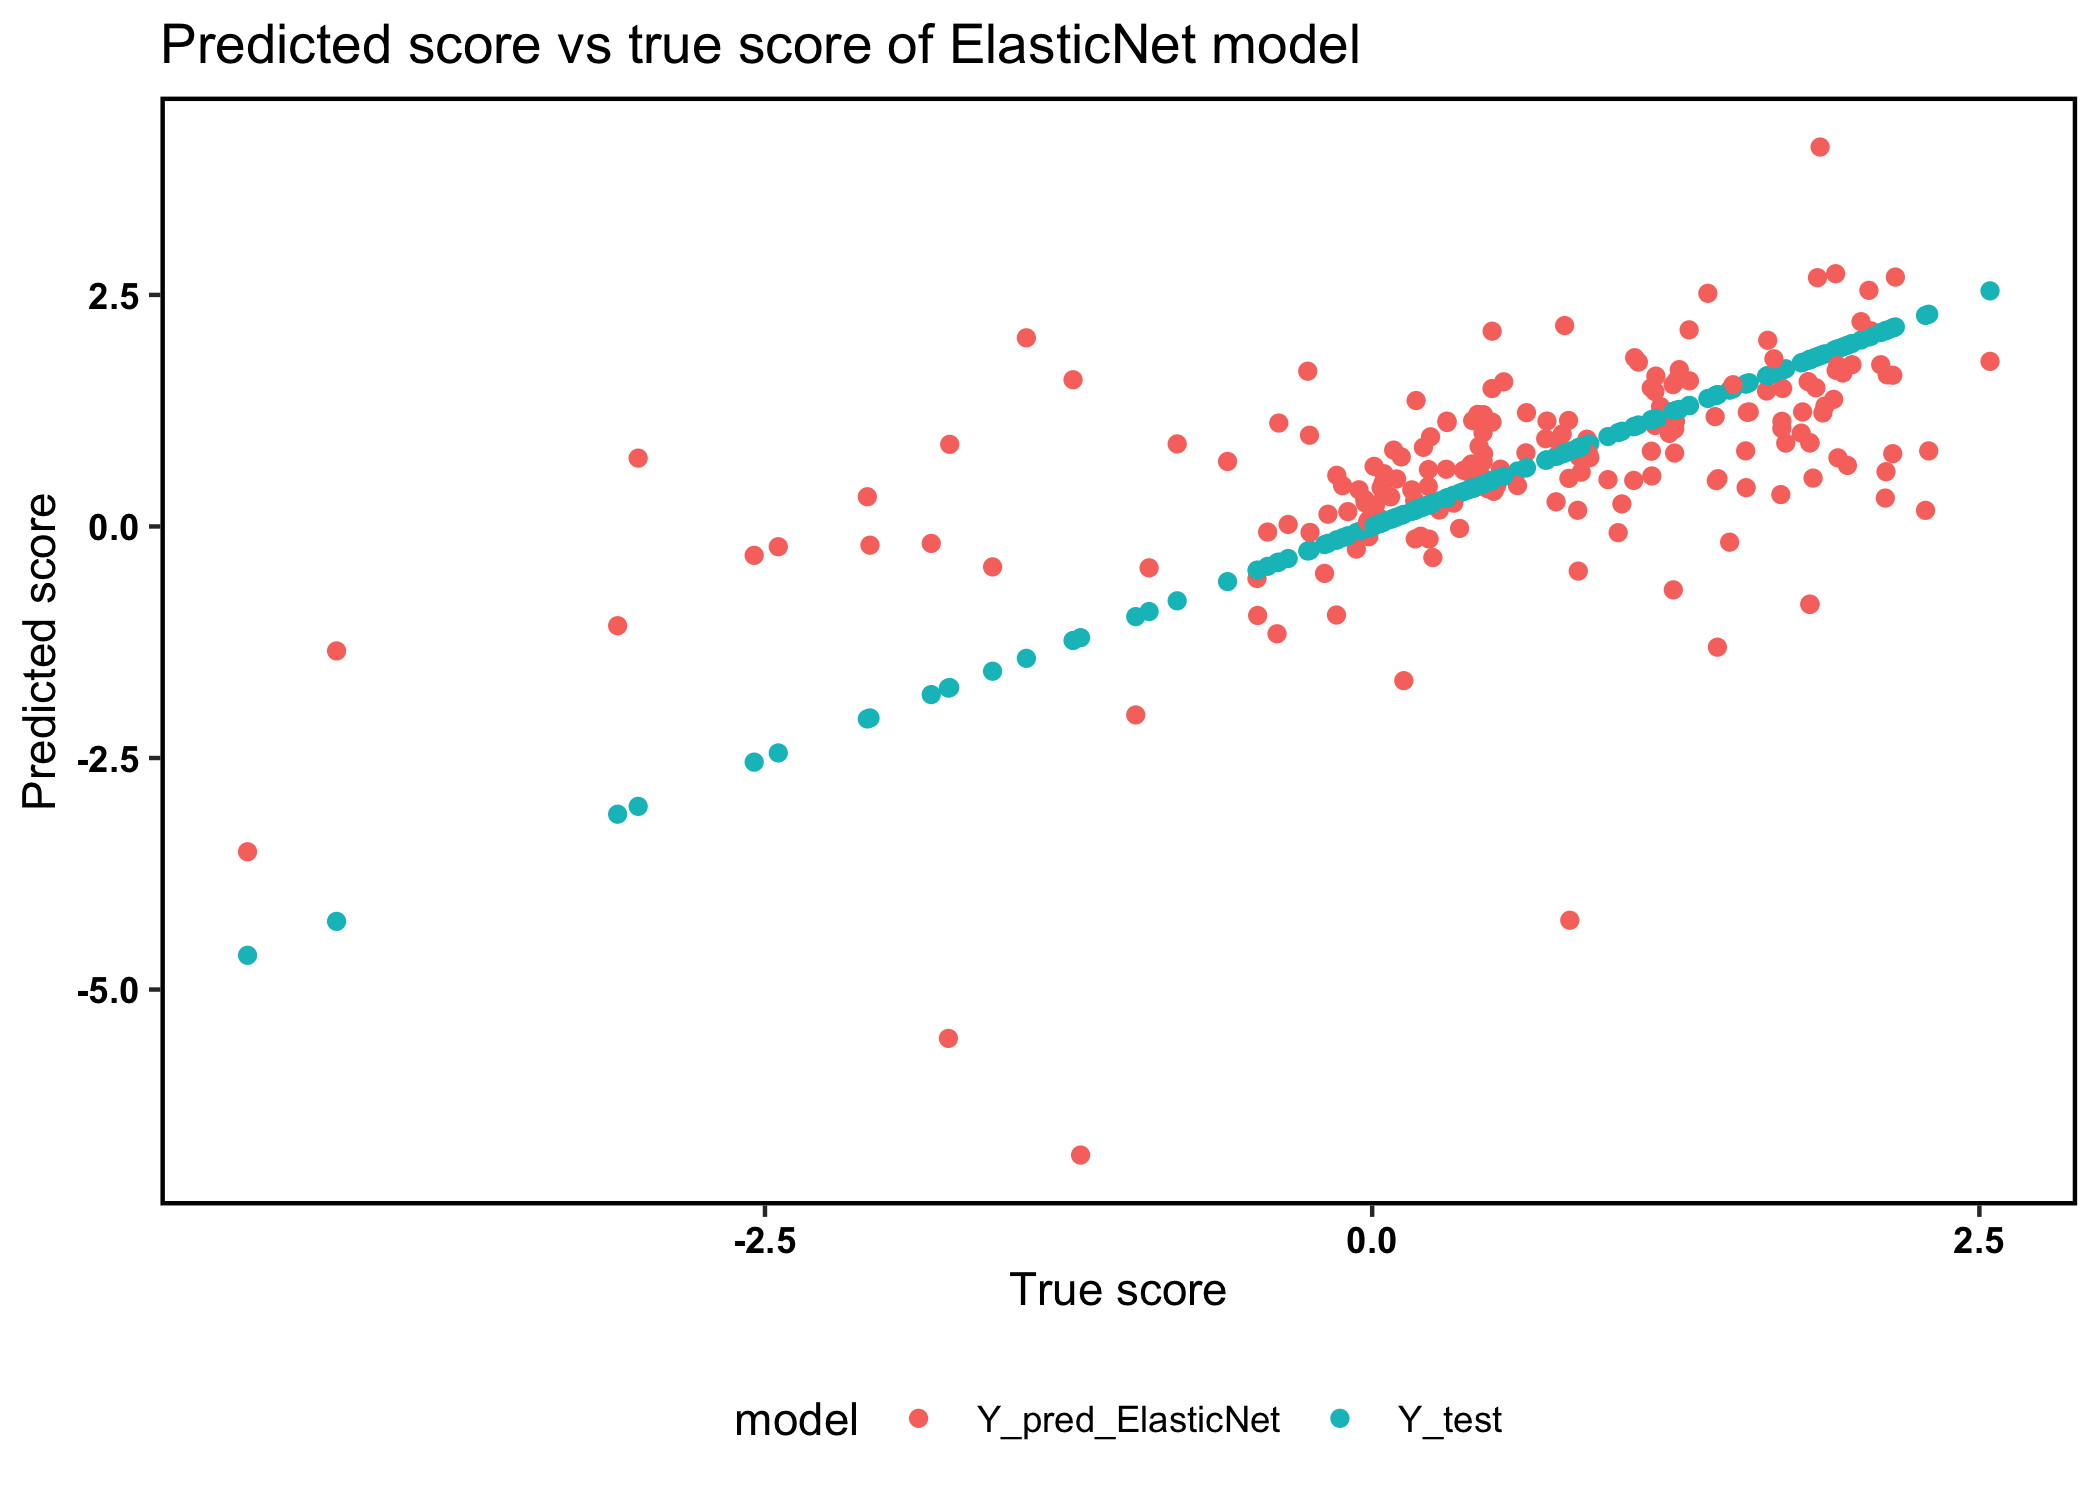 Predicted score vs true score of ElasticNet model
Predicted score
2.5
0.0
-2.5
-5.0
-2.5 0.0 2.5
True score
model Y_pred_ElasticNet Y_test